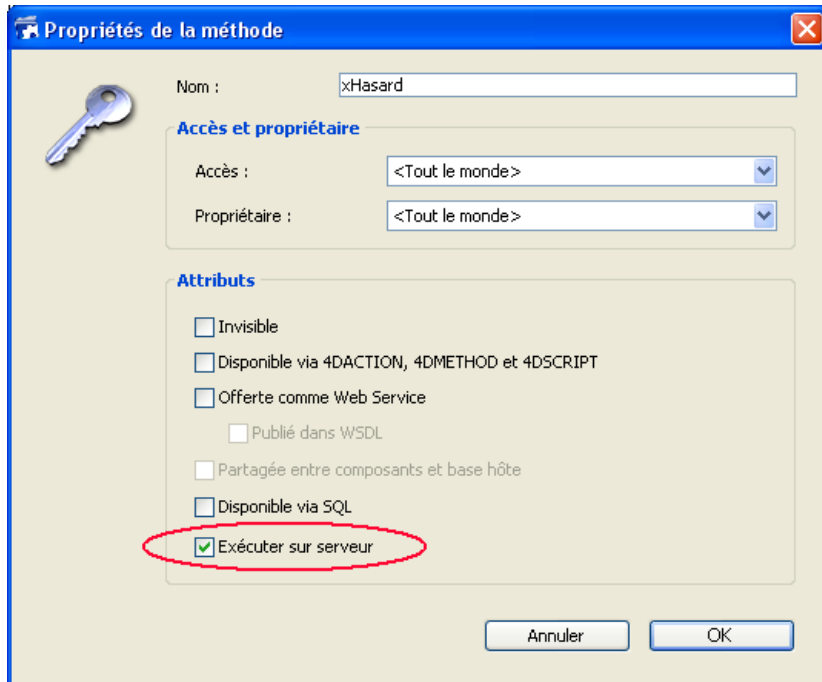 Propriétés de la méthode
Nom : xHasard
Accès et propriétaire
Accès : <Tout le monde>
Propriétaire : <Tout le monde>
Attributs
Invisible
Disponible via 4DACTION, 4DMETHOD et 4DSCRIPT
Offerte comme Web Service
Publié dans WSDL
Partagée entre composants et base hôte
Disponible via SQL
Exécuter sur serveur
Annuler OK